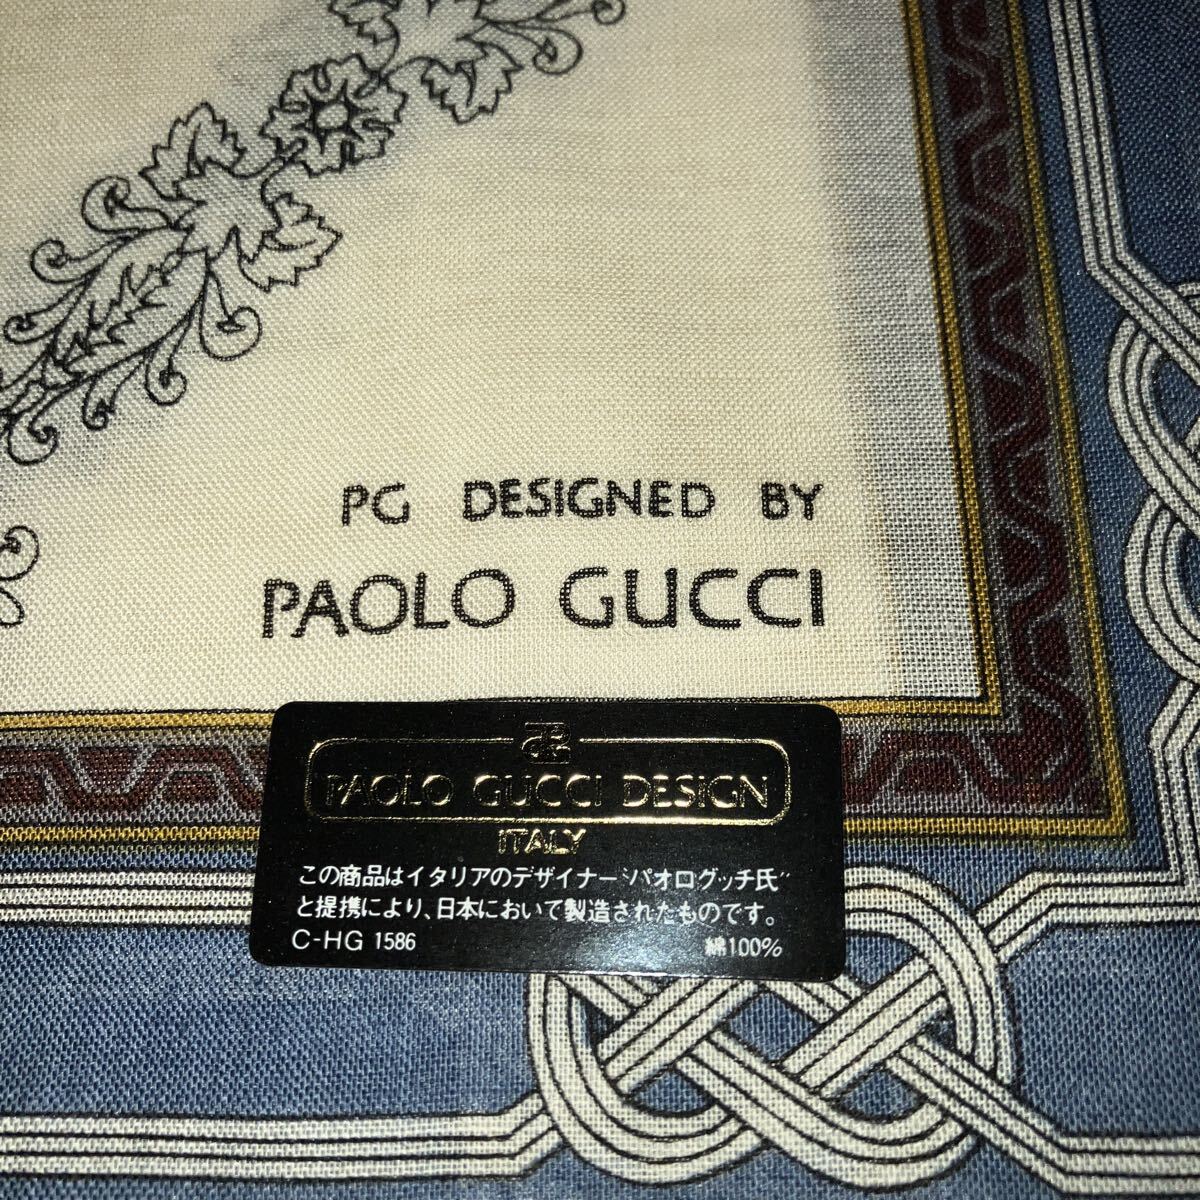 PG DESIGNED BY
PAOLO GUCCI
PAOLO GUCCI DESIGN
ITALY
この商品はイタリアのデザイナー〝パオログッチ氏〟
と提携により、日本において製造されたものです。
C-HG 1586 綿100%